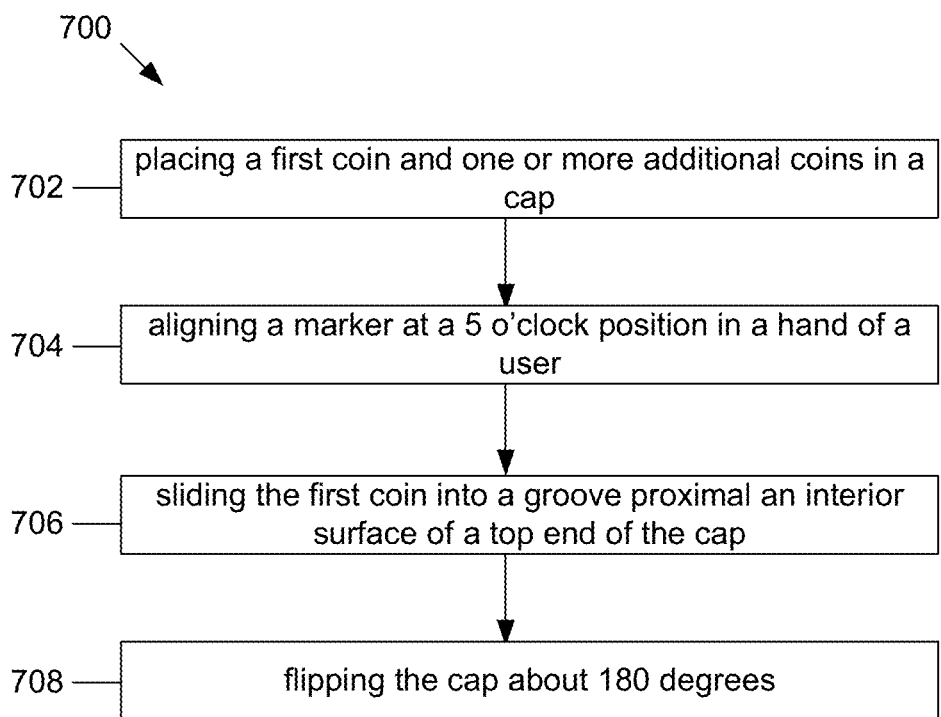 700
placing a first coin and one or more additional coins in a
702
cap
aligning a marker at a 5 o'clock position in a hand of a
704
user
sliding the first coin into a groove proximal an interior
706
surface of a top end of the cap
708
flipping the cap about 180 degrees